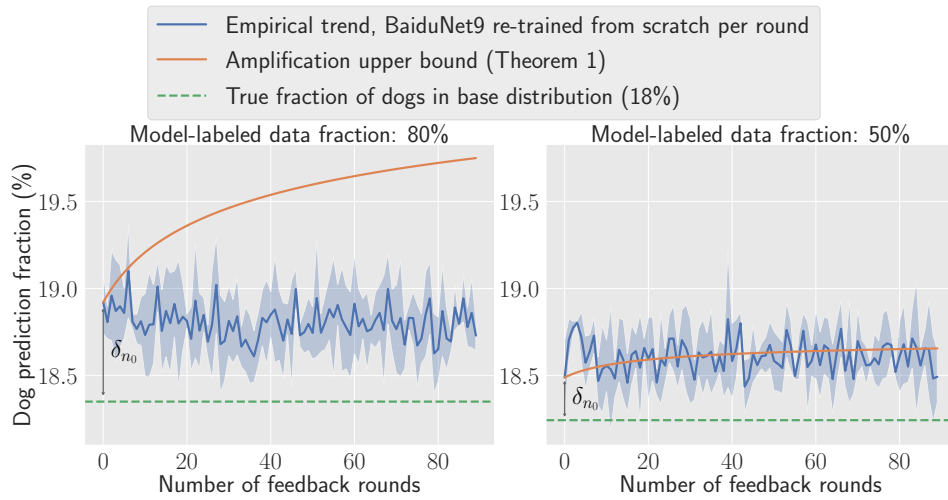 Empirical trend, BaiduNet9 re-trained from scratch per round
Amplification upper bound (Theorem 1)
True fraction of dogs in base distribution (18%)
Model-labeled data fraction: 80%
Model-labeled data fraction: 50%
Dog prediction fraction (%)
19.5
19.0
18.5
δn₀
0
20
40
60
80
Number of feedback rounds
19.5
19.0
18.5
δn₀
0
20
40
60
80
Number of feedback rounds